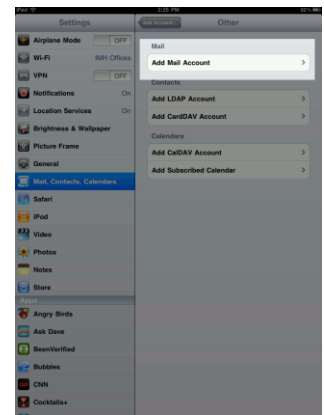 iPad
2:25 PM
92%
Settings
Airplane Mode OFF
Wi-Fi IMH Offices
VPN OFF
Notifications On
Location Services On
Brightness & Wallpaper
Picture Frame
General
Mail, Contacts, Calendars
Safari
iPod
Video
Photos
Notes
Store
Apps
Angry Birds
Ask Dave
BeenVerified
Bubbles
CNN
Cocktails+
Add Account...
Other
Mail
Add Mail Account
Contacts
Add LDAP Account
Add CardDAV Account
Calendars
Add CalDAV Account
Add Subscribed Calendar